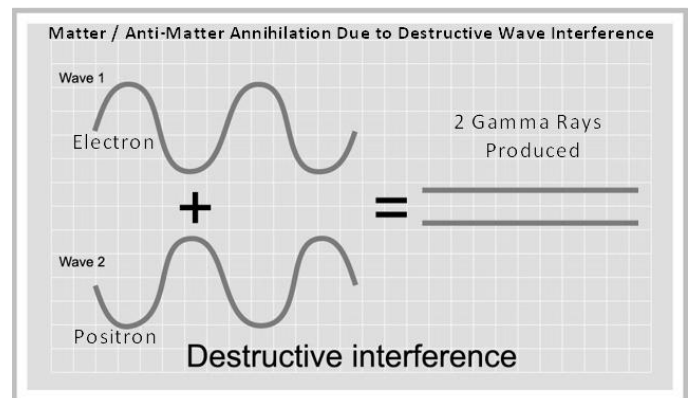 Matter / Anti-Matter Annihilation Due to Destructive Wave Interference
Wave 1
Electron
2 Gamma Rays
Produced
+
=
Wave 2
Positron
Destructive interference